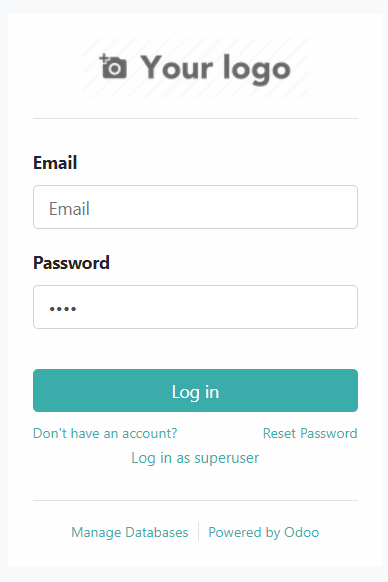 Your logo
Email
Email
Password
••••
Log in
Don't have an account? Reset Password
Log in as superuser
Manage Databases Powered by Odoo